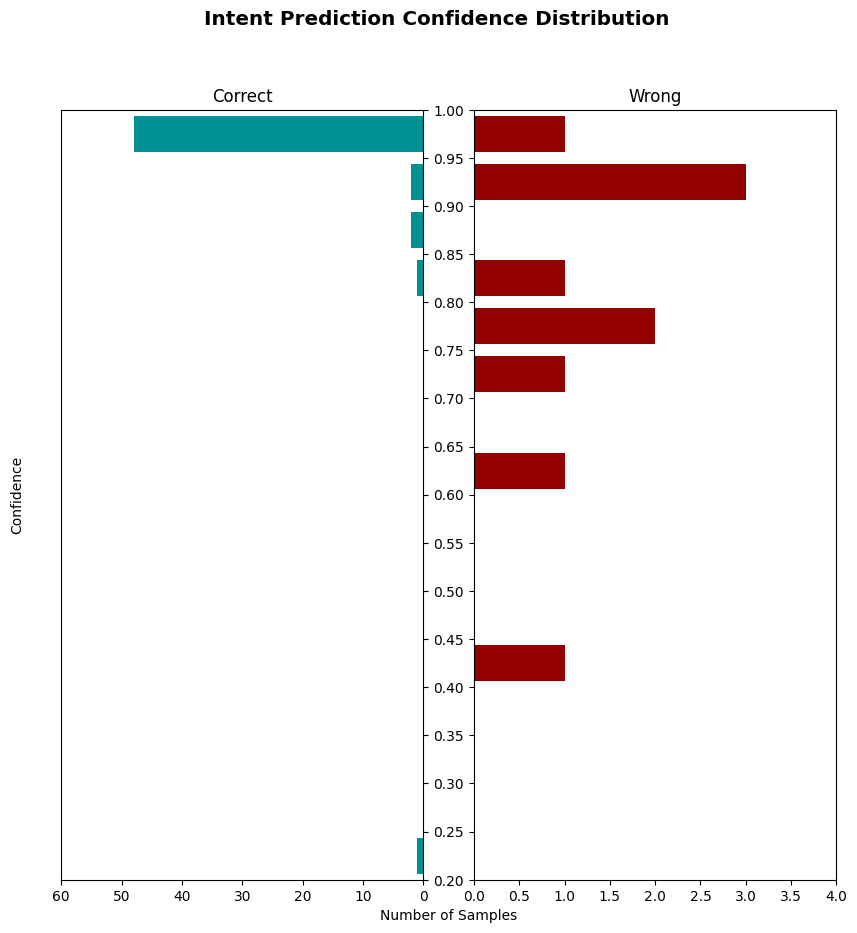 Intent Prediction Confidence Distribution
Correct
Wrong
1.00
0.95
0.90
0.85
0.80
0.75
0.70
0.65
0.60
0.55
0.50
0.45
0.40
0.35
0.30
0.25
0.20
Confidence
60 50 40 30 20 10 0
0.0 0.5 1.0 1.5 2.0 2.5 3.0 3.5 4.0
Number of Samples